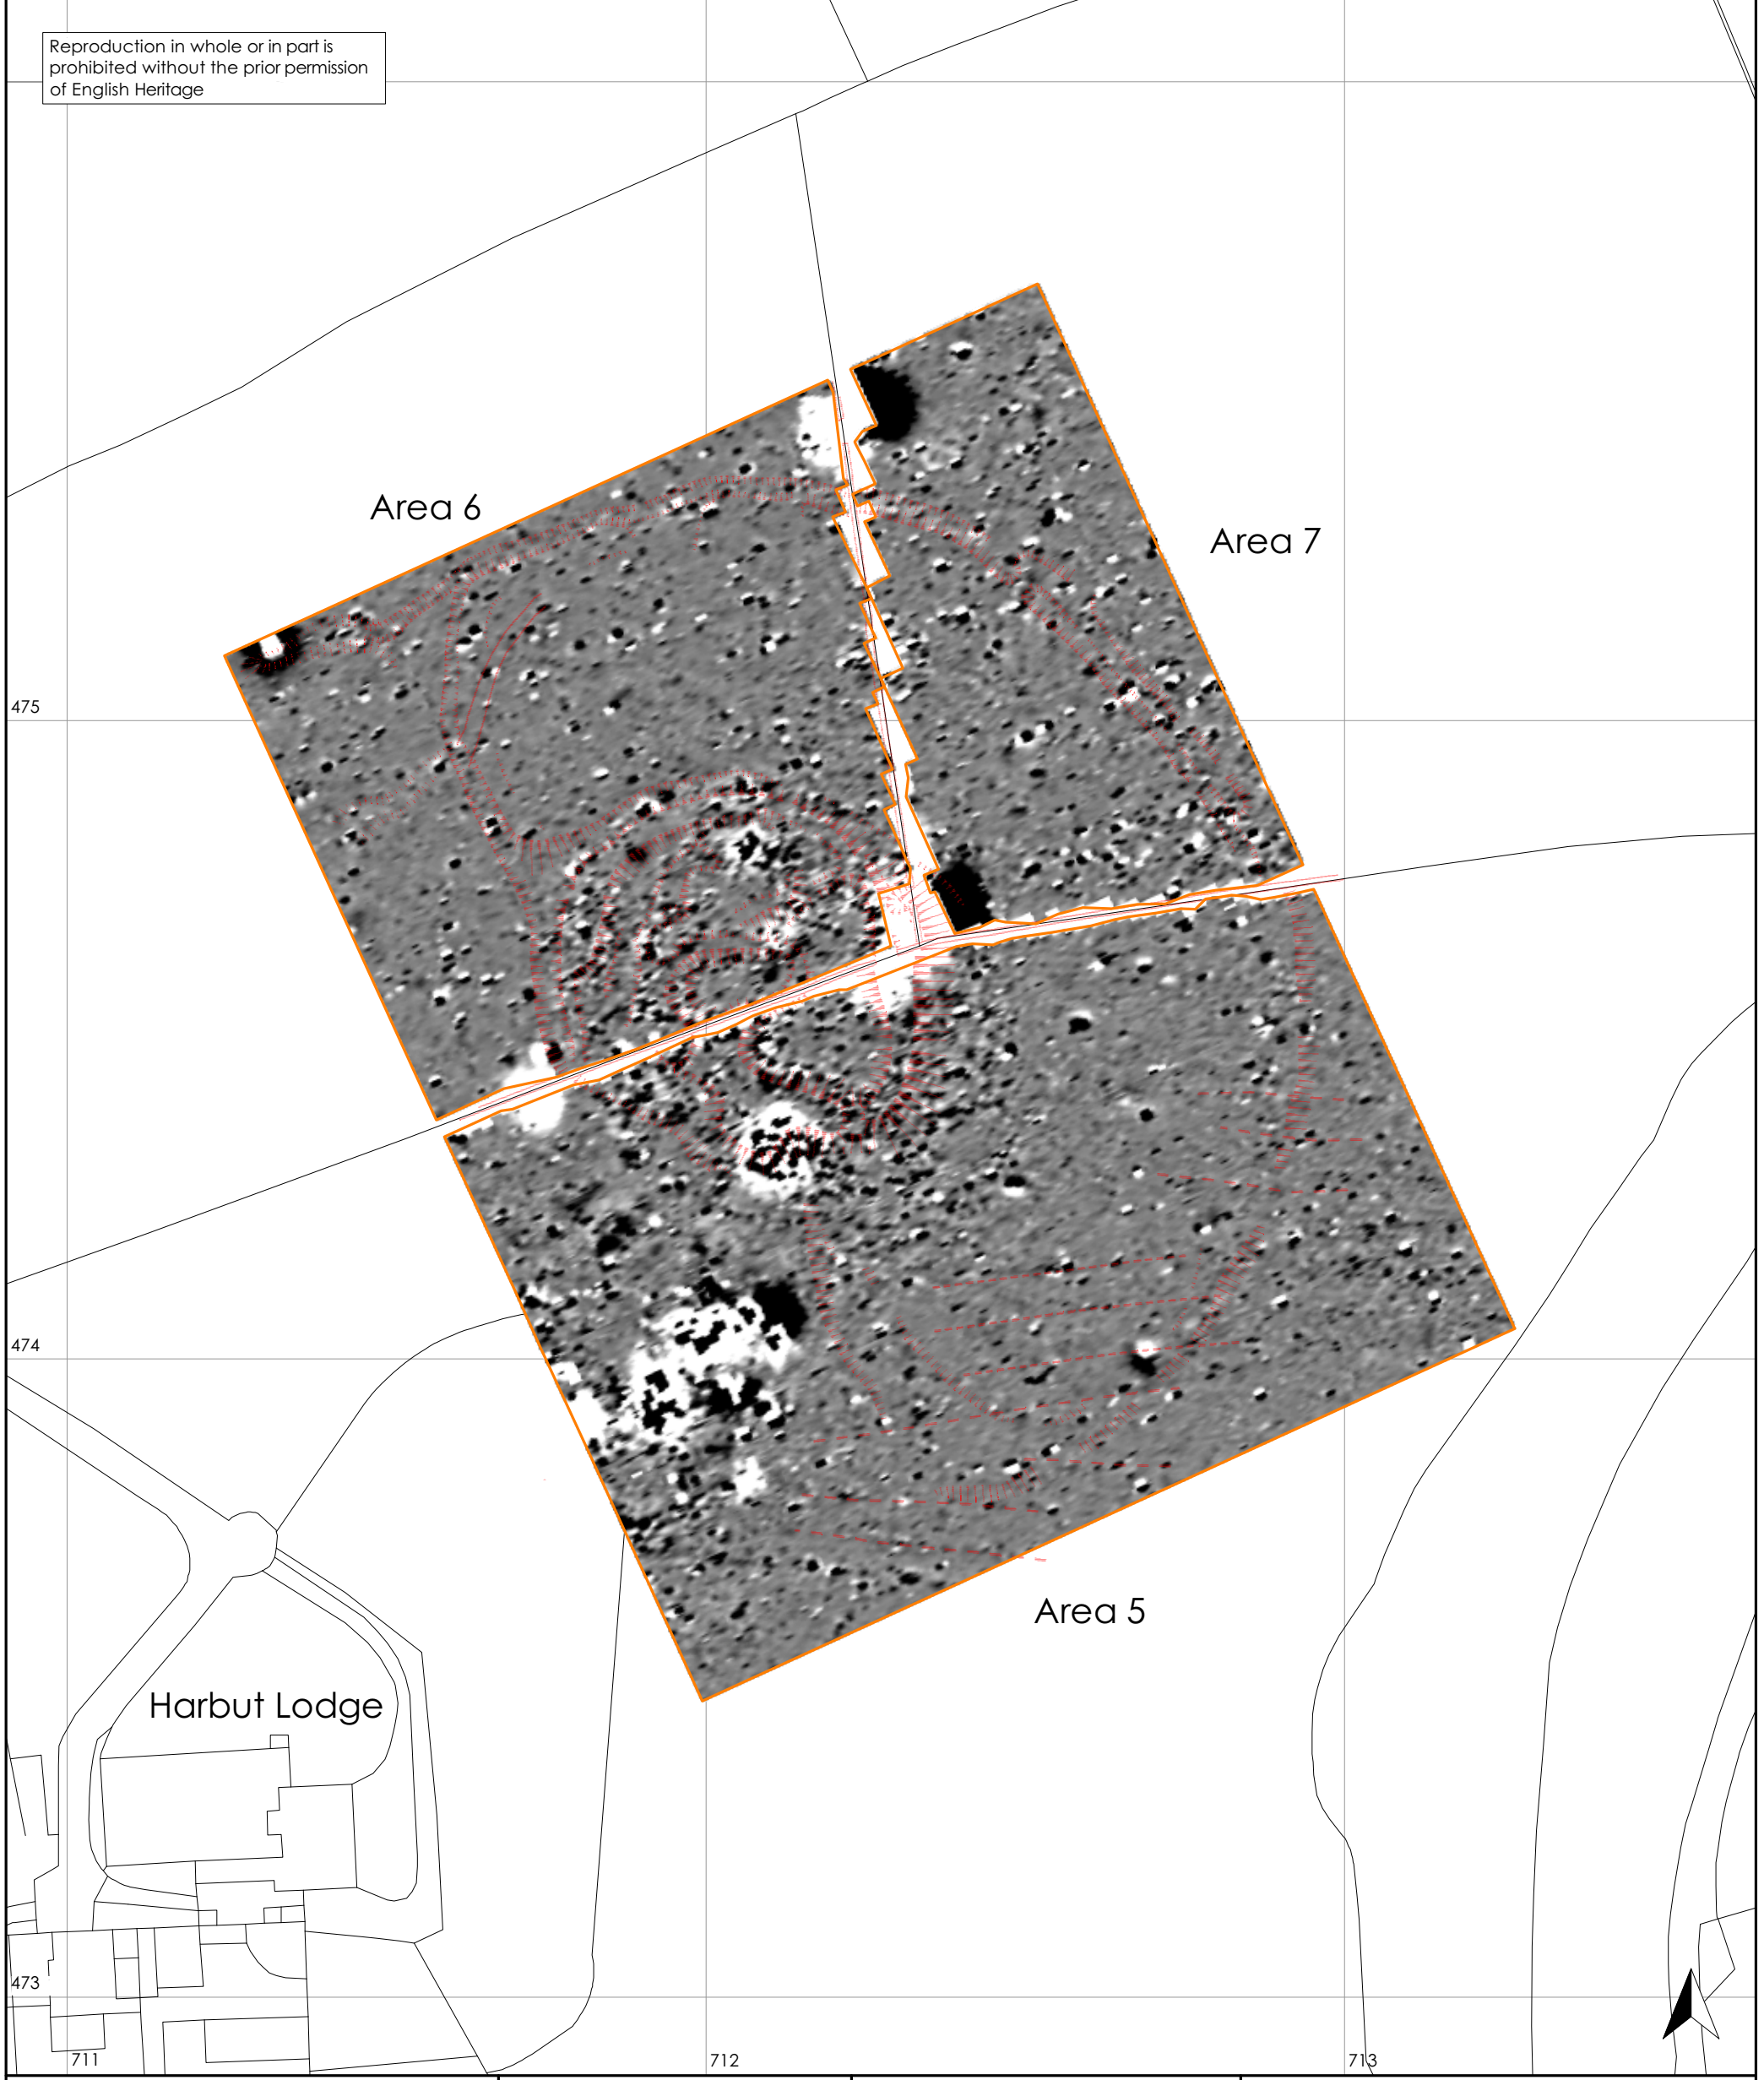 Reproduction in whole or in part is
prohibited without the prior permission
of English Heritage
Area 6
Area 7
475
474
Area 5
Harbut Lodge
473
711
712
713